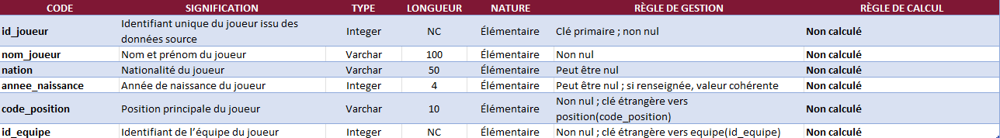 CODE SIGNIFICATION TYPE LONGUEUR NATURE RÈGLE DE GESTION RÈGLE DE CALCUL
id_joueur Identifiant unique du joueur issu des données source Integer NC Élémentaire Clé primaire ; non nul Non calculé
nom_joueur Nom et prénom du joueur Varchar 100 Élémentaire Non nul Non calculé
nation Nationalité du joueur Varchar 50 Élémentaire Peut être nul Non calculé
annee_naissance Année de naissance du joueur Integer 4 Élémentaire Peut être nul ; si renseignée, valeur cohérente Non calculé
code_position Position principale du joueur Varchar 10 Élémentaire Non nul ; clé étrangère vers position(code_position) Non calculé
id_equipe Identifiant de l’équipe du joueur Integer NC Élémentaire Non nul ; clé étrangère vers equipe(id_equipe) Non calculé